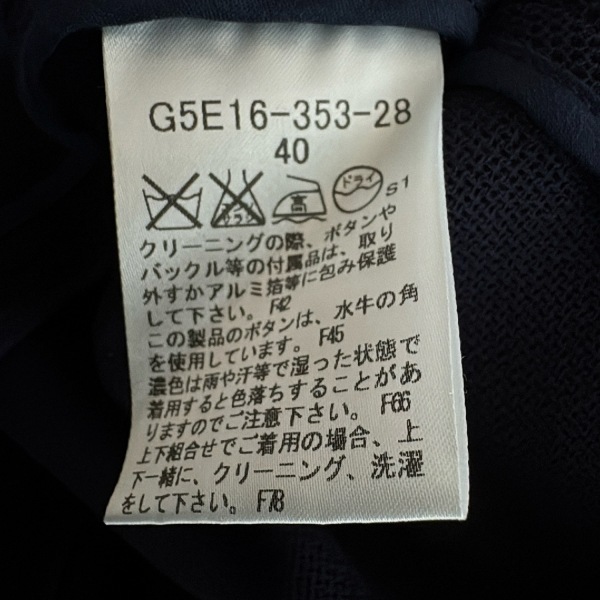 G5E16-353-28
40
エンソ サラシ 高 ドライ S1
クリーニングの際、ボタンや
バックル等の付属品は、取り
外すかアルミ箔等に包み保護
して下さい。 F42
この製品のボタンは、水牛の角
を使用しています。 F45
濃色は雨や汗等で湿った状態で
着用すると色落ちすることがあ
りますのでご注意下さい。 F66
上下組合せでご着用の場合、上
下一緒に、クリーニング、洗濯
をして下さい。 F78